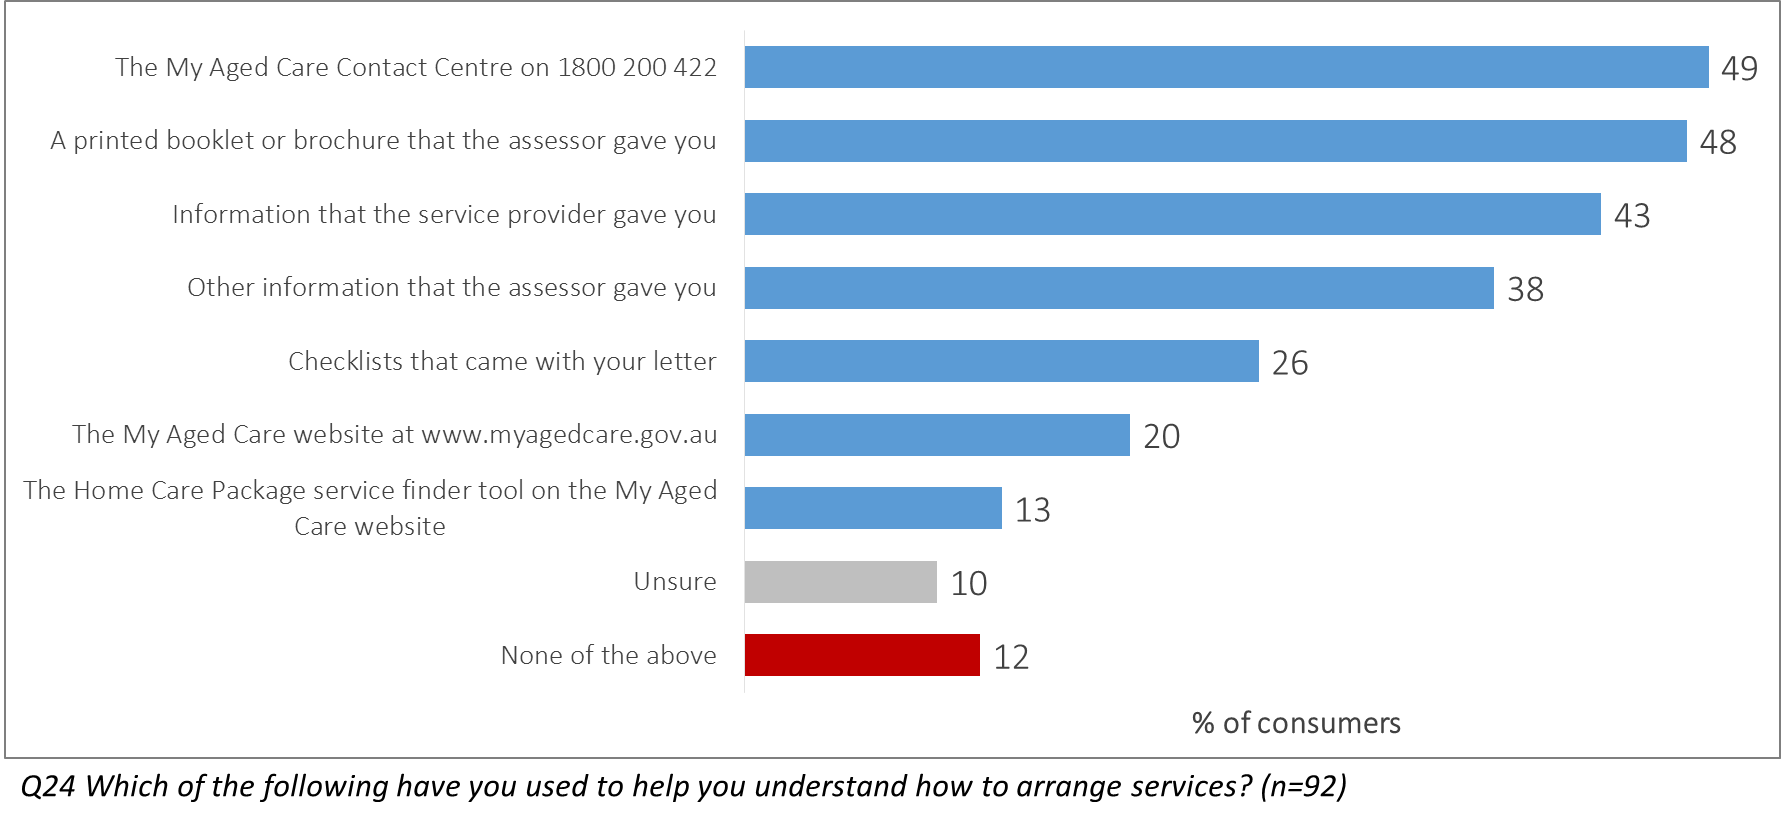 The My Aged Care Contact Centre on 1800 200 422
49
A printed booklet or brochure that the assessor gave you
48
Information that the service provider gave you
43
Other information that the assessor gave you
38
Checklists that came with your letter
26
The My Aged Care website at www.myagedcare.gov.au
20
The Home Care Package service finder tool on the My Aged
Care website
13
Unsure
10
None of the above
12
% of consumers
Q24 Which of the following have you used to help you understand how to arrange services? (n=92)